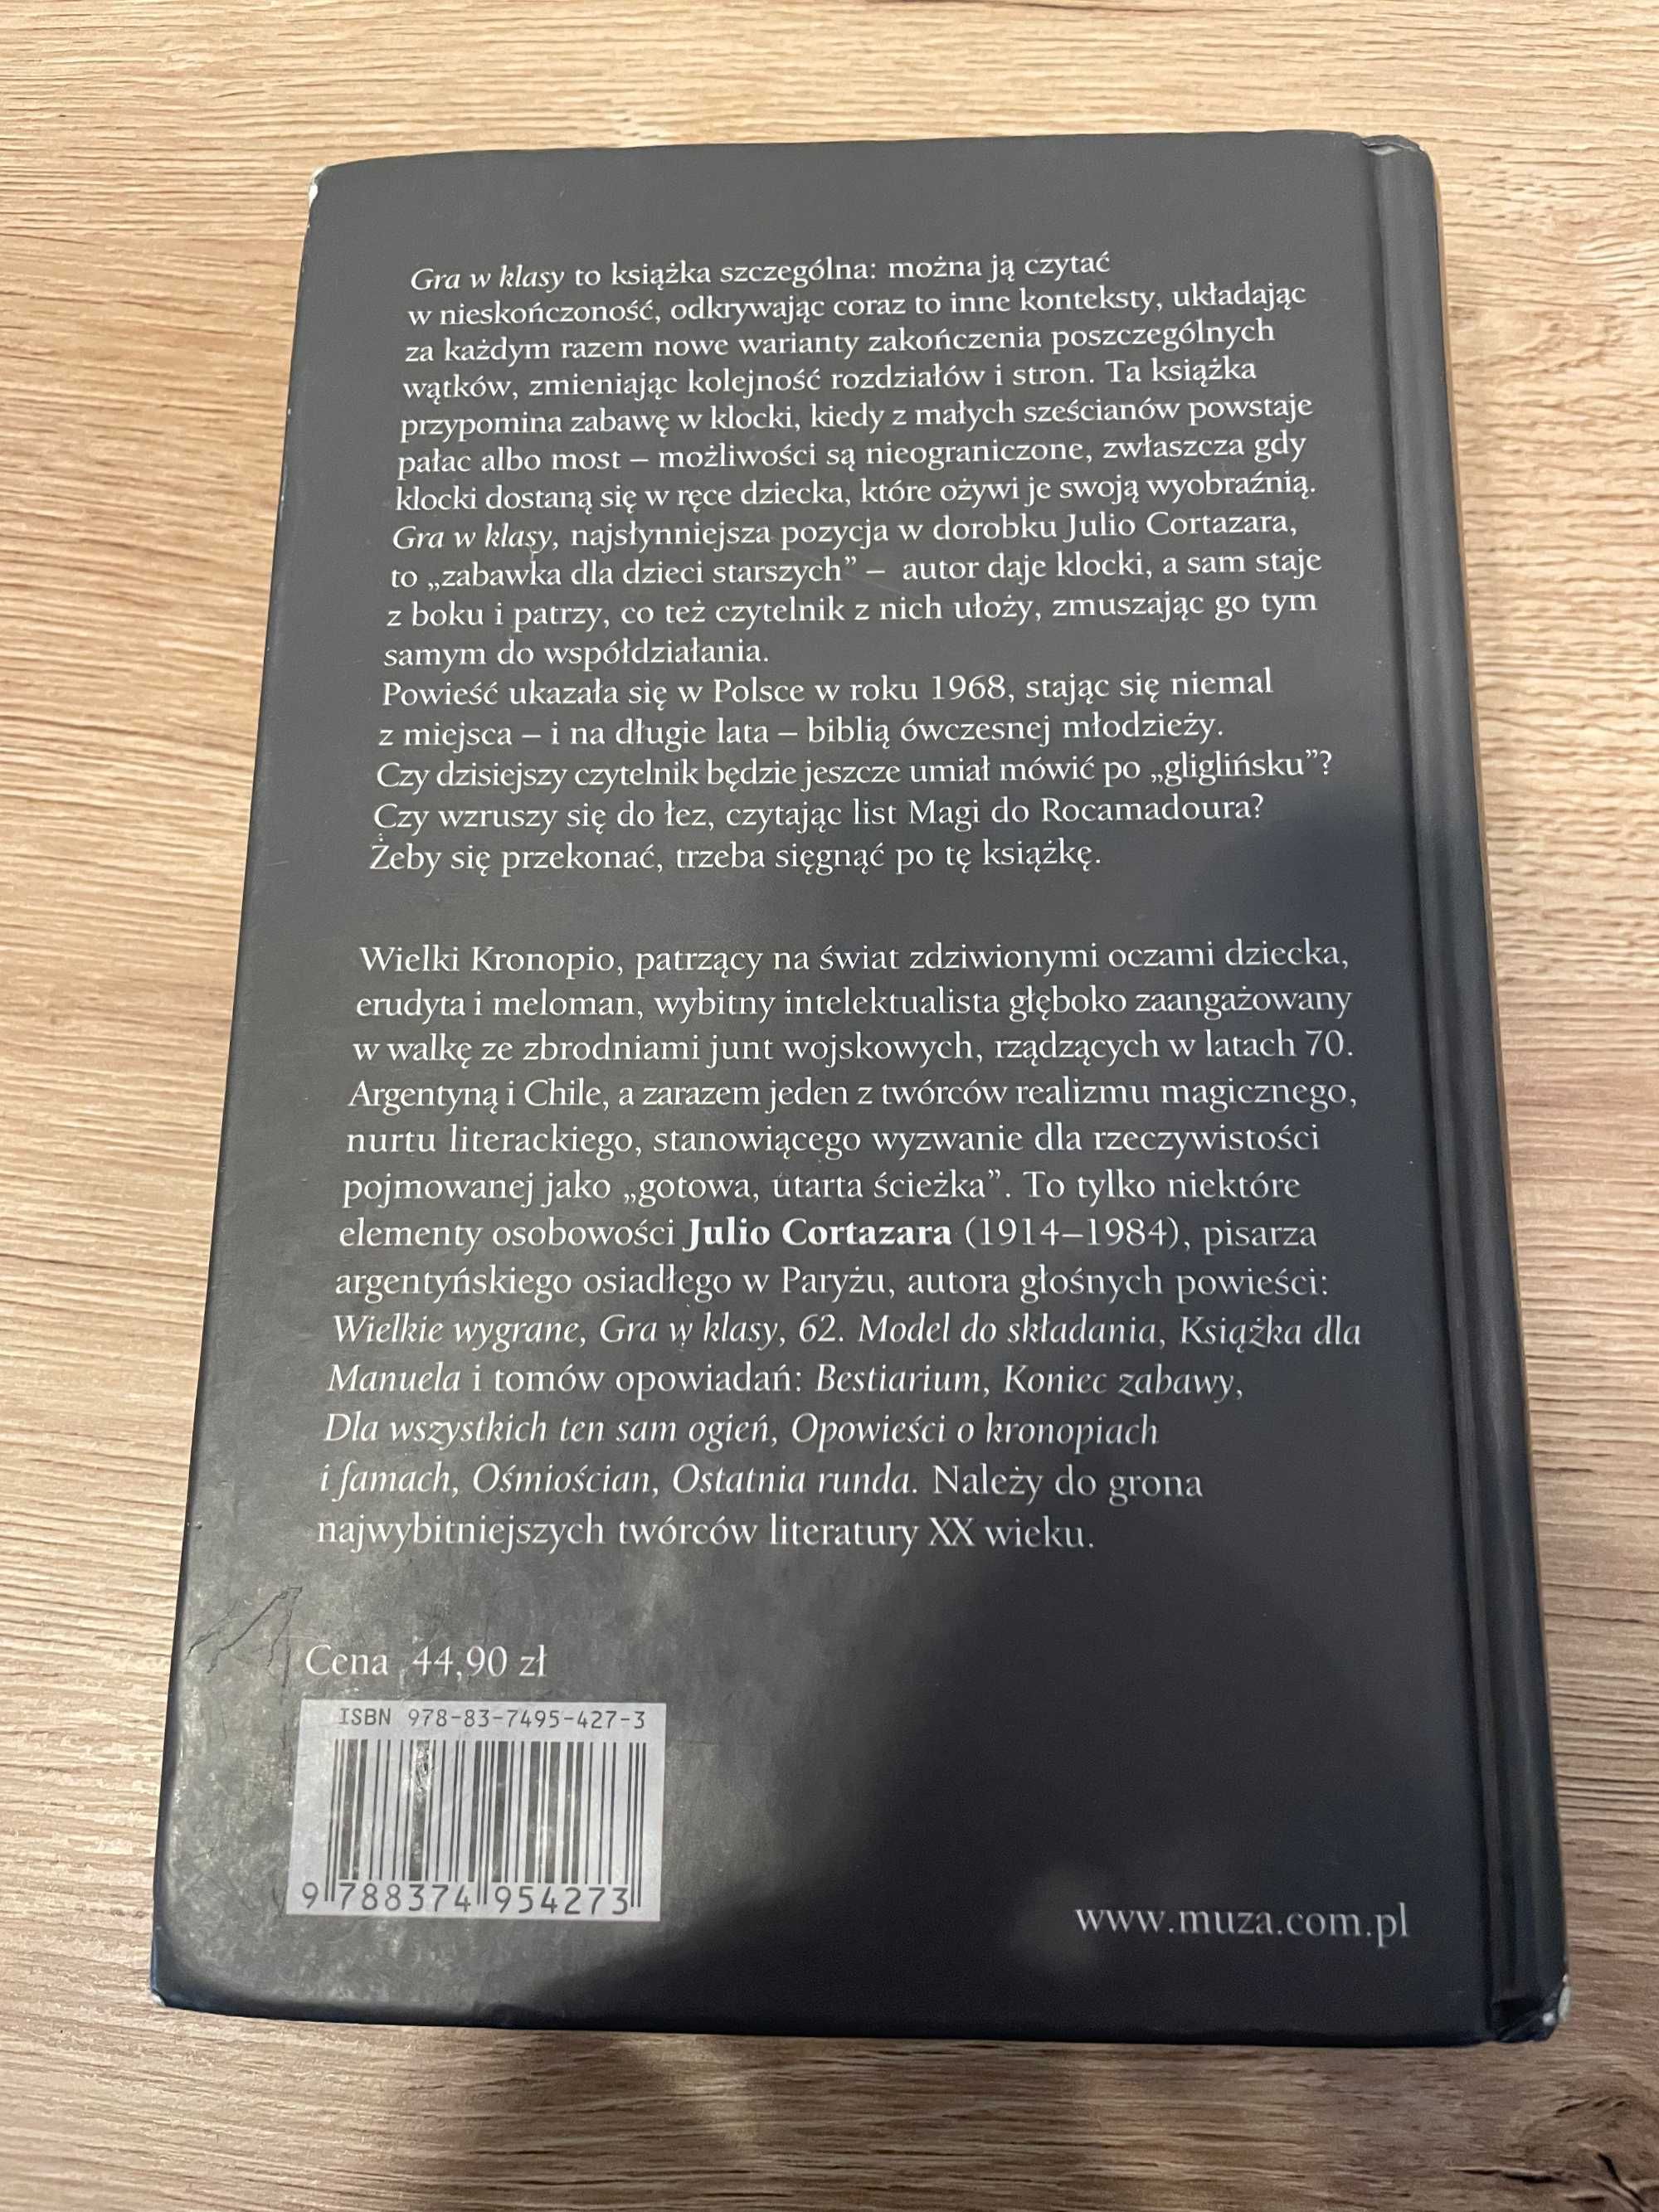 Gra w klasy to książka szczególna: można ją czytać
w nieskończoność, odkrywając coraz to inne konteksty, układając
za każdym razem nowe warianty zakończenia poszczególnych
wątków, zmieniając kolejność rozdziałów i stron. Ta książka
przypomina zabawę w klocki, kiedy z małych sześcianów powstaje
pałac albo most – możliwości są nieograniczone, zwłaszcza gdy
klocki dostaną się w ręce dziecka, które ożywi je swoją wyobraźnią.
Gra w klasy, najsłynniejsza pozycja w dorobku Julio Cortazara,
to „zabawka dla dzieci starszych” – autor daje klocki, a sam staje
z boku i patrzy, co też czytelnik z nich ułoży, zmuszając go tym
samym do współdziałania.
Powieść ukazała się w Polsce w roku 1968, stając się niemal
z miejsca – i na długie lata – biblią ówczesnej młodzieży.
Czy dzisiejszy czytelnik będzie jeszcze umiał mówić po „gliglińsku”?
Czy wzruszy się do łez, czytając list Magi do Rocamadoura?
Żeby się przekonać, trzeba sięgnąć po tę książkę.
Wielki Kronopio, patrzący na świat zdziwionymi oczami dziecka,
erudyta i meloman, wybitny intelektualista głęboko zaangażowany
w walkę ze zbrodniami junt wojskowych, rządzących w latach 70.
Argentyną i Chile, a zarazem jeden z twórców realizmu magicznego,
nurtu literackiego, stanowiącego wyzwanie dla rzeczywistości
pojmowanej jako „gotowa, utarta ścieżka”. To tylko niektóre
elementy osobowości Julio Cortazara (1914–1984), pisarza
argentyńskiego osiadłego w Paryżu, autora głośnych powieści:
Wielkie wygrane, Gra w klasy, 62. Model do składania, Książka dla
Manuela i tomów opowiadań: Bestiarium, Koniec zabawy,
Dla wszystkich ten sam ogień, Opowieści o kronopiach
i famach, Ośmiościan, Ostatnia runda. Należy do grona
najwybitniejszych twórców literatury XX wieku.
Cena 44,90 zł
ISBN 978-83-7495-427-3
9 788374 954273
www.muza.com.pl